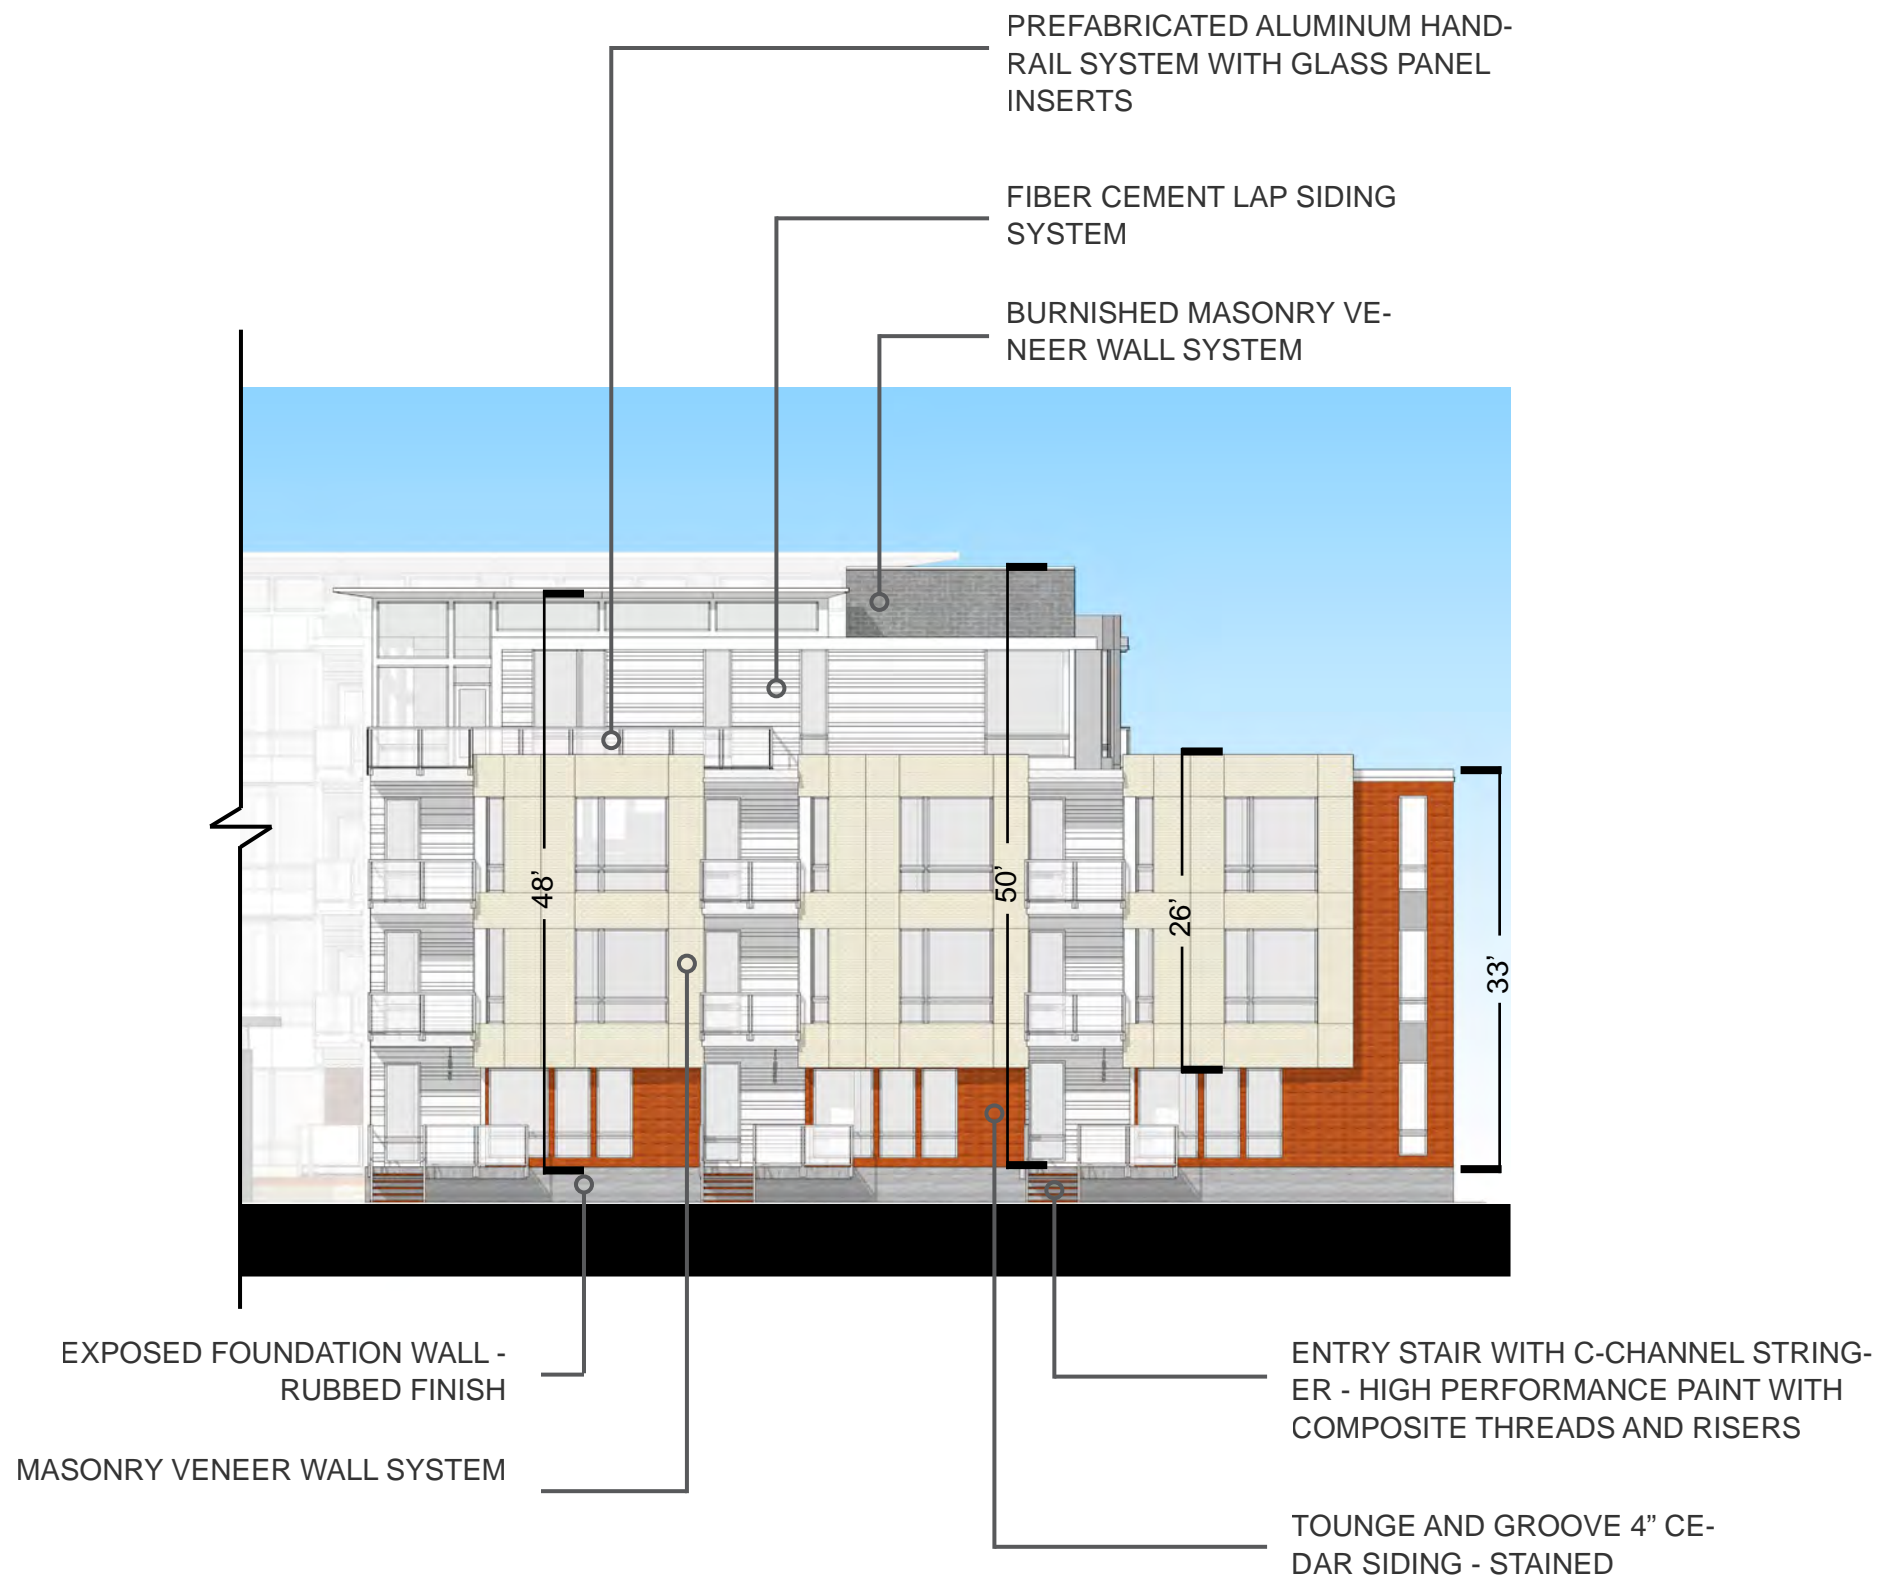 PREFABRICATED ALUMINUM HAND-
RAIL SYSTEM WITH GLASS PANEL
INSERTS
FIBER CEMENT LAP SIDING
SYSTEM
BURNISHED MASONRY VE-
NEER WALL SYSTEM
48’
50’
26’
33’
EXPOSED FOUNDATION WALL -
RUBBED FINISH
MASONRY VENEER WALL SYSTEM
ENTRY STAIR WITH C-CHANNEL STRING-
ER - HIGH PERFORMANCE PAINT WITH
COMPOSITE THREADS AND RISERS
TOUNGE AND GROOVE 4” CE-
DAR SIDING - STAINED